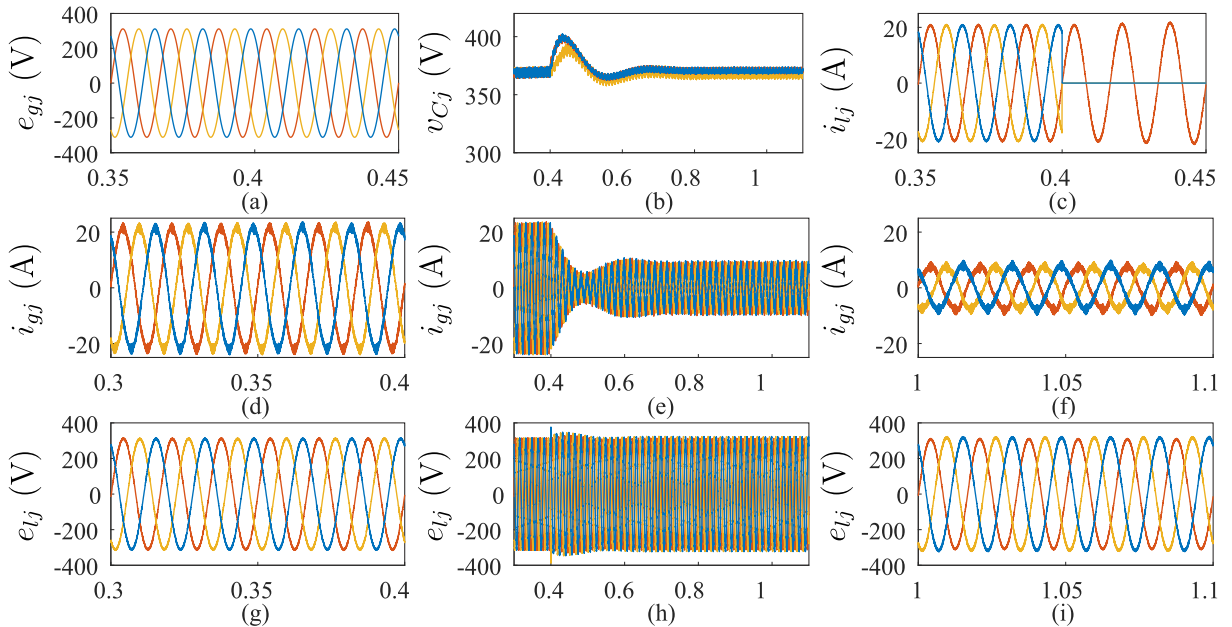 400
200
0
-200
-400
e_gj (V)
0.35 0.4 0.45
(a)
400
350
300
v_Cj (V)
0.4 0.6 0.8 1
(b)
20
0
-20
i_lj (A)
0.35 0.4 0.45
(c)
20
0
-20
i_gj (A)
0.3 0.35 0.4
(d)
20
0
-20
i_gj (A)
0.4 0.6 0.8 1
(e)
20
0
-20
i_gj (A)
1 1.05 1.1
(f)
400
200
0
-200
-400
e_lj (V)
0.3 0.35 0.4
(g)
400
200
0
-200
-400
e_lj (V)
0.4 0.6 0.8 1
(h)
400
200
0
-200
-400
e_lj (V)
1 1.05 1.1
(i)